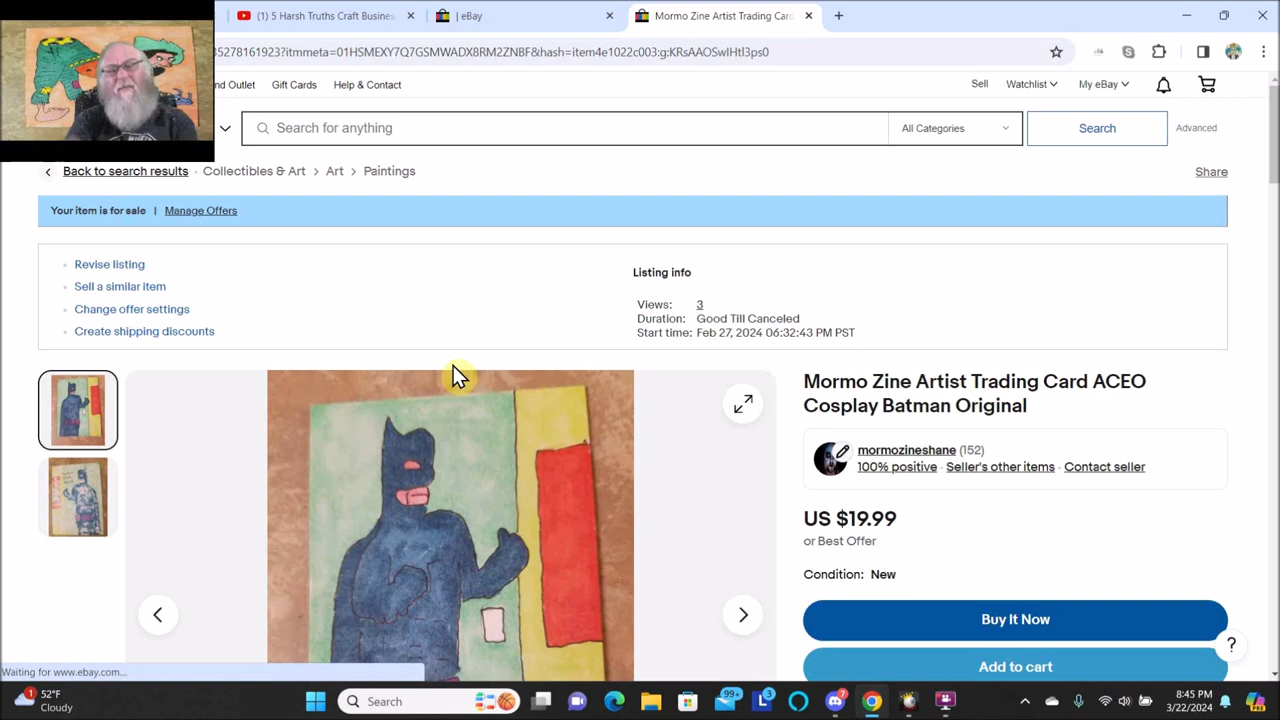 (1) 5 Harsh Truths Craft Busines
| eBay
Mormo Zine Artist Trading Card
35278161923?itmmeta=01HSMEXY7Q7GSMWADX8RM2ZNBF&hash=item4e1022c003:g:KRsAAOSwIHtl3ps0
nd Outlet Gift Cards Help & Contact Sell Watchlist My eBay
Search for anything All Categories Search Advanced
Back to search results Collectibles & Art > Art > Paintings Share
Your item is for sale | Manage Offers
Revise listing
Sell a similar item
Change offer settings
Create shipping discounts
Listing info
Views: 3
Duration: Good Till Canceled
Start time: Feb 27, 2024 06:32:43 PM PST
Mormo Zine Artist Trading Card ACEO
Cosplay Batman Original
mormozineshane (152)
100% positive Seller's other items Contact seller
US $19.99
or Best Offer
Condition: New
Buy It Now
Add to cart
?
Waiting for www.ebay.com...
1
52°F
Cloudy
Search
99+
3
7
8:45 PM
3/22/2024